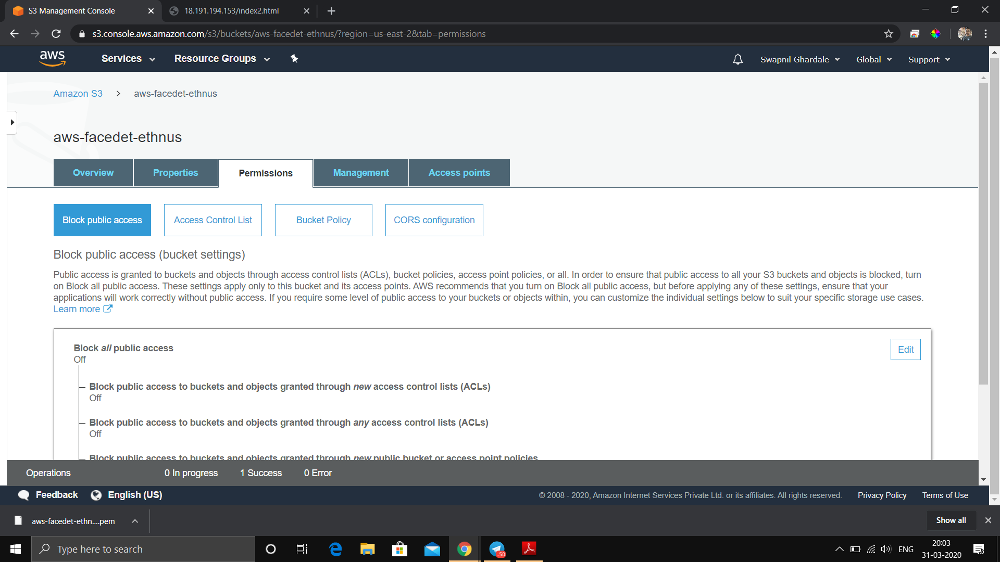 S3 Management Console
18.191.194.153/index2.html
s3.console.aws.amazon.com/s3/buckets/aws-facedet-ethnus/?region=us-east-2&tab=permissions
aws
Services
Resource Groups
Swapnil Ghardale
Global
Support
Amazon S3 > aws-facedet-ethnus
aws-facedet-ethnus
Overview
Properties
Permissions
Management
Access points
Block public access
Access Control List
Bucket Policy
CORS configuration
Block public access (bucket settings)
Public access is granted to buckets and objects through access control lists (ACLs), bucket policies, access point policies, or all. In order to ensure that public access to all your S3 buckets and objects is blocked, turn
on Block all public access. These settings apply only to this bucket and its access points. AWS recommends that you turn on Block all public access, but before applying any of these settings, ensure that your
applications will work correctly without public access. If you require some level of public access to your buckets or objects within, you can customize the individual settings below to suit your specific storage use cases.
Learn more
Block all public access
Edit
Off
Block public access to buckets and objects granted through new access control lists (ACLs)
Off
Block public access to buckets and objects granted through any access control lists (ACLs)
Off
Block public access to buckets and objects granted through new public bucket or access point policies
Operations
0 In progress
1 Success
0 Error
Feedback
English (US)
© 2008 - 2020, Amazon Internet Services Private Ltd. or its affiliates. All rights reserved.
Privacy Policy
Terms of Use
aws-facedet-ethn....pem
Show all
Type here to search
50
ENG
20:03
31-03-2020